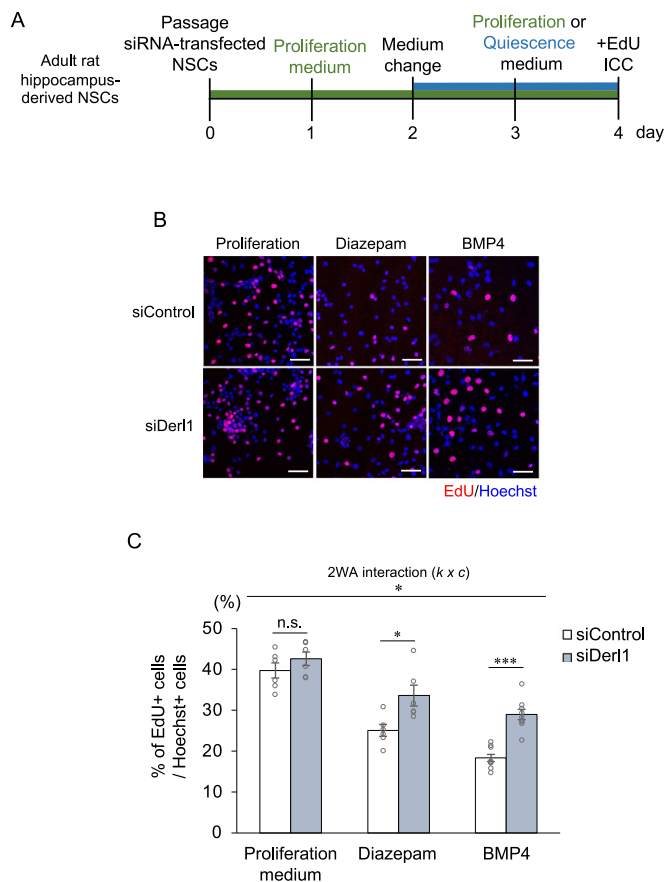 A
Adult rat
hippocampus-
derived NSCs
Passage
siRNA-transfected
NSCs
Proliferation
medium
Medium
change
Proliferation or
Quiescence
medium
+EdU
ICC
0 1 2 3 4 day
B
Proliferation Diazepam BMP4
siControl
siDerl1
EdU/Hoechst
C
2WA interaction (k x c)
*
(%)
n.s. * ***
siControl
siDerl1
% of EdU+ cells
/ Hoechst+ cells
50
40
30
20
10
0
Proliferation
medium
Diazepam
BMP4